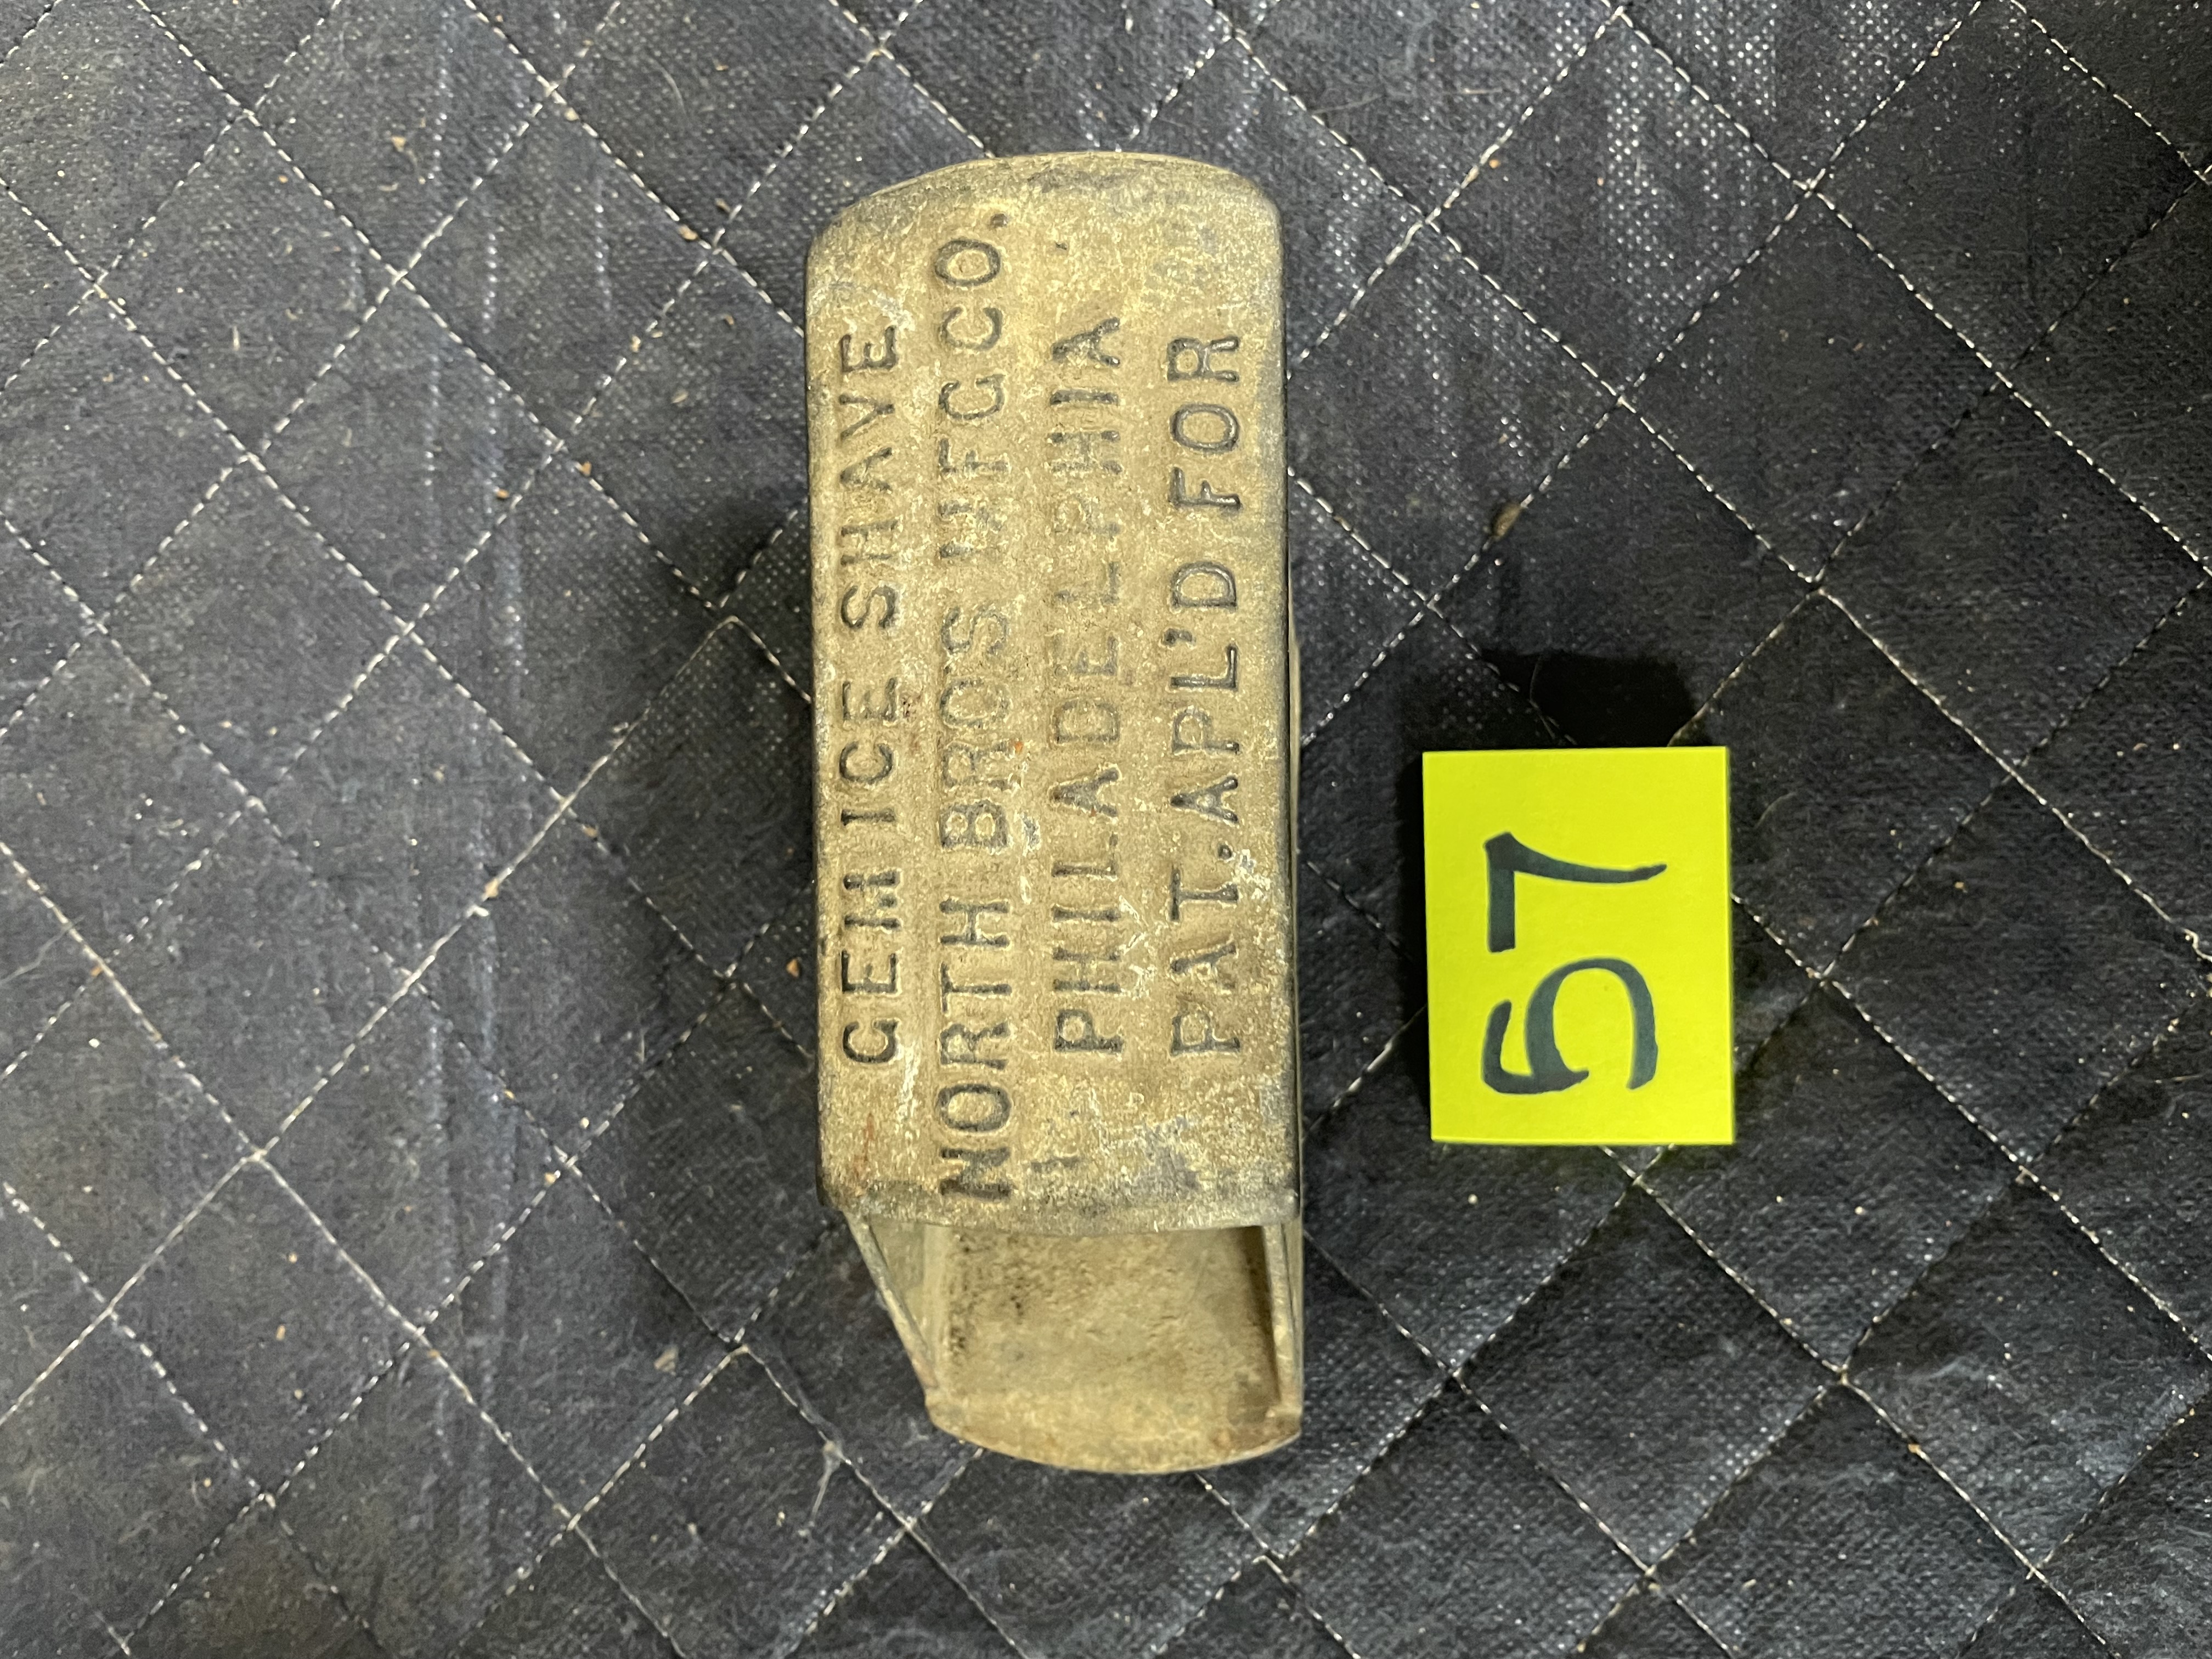 GEM ICE SHAVE
NORTH BROS MFG CO.
PHILADELPHIA
PAT. APL'D FOR
57